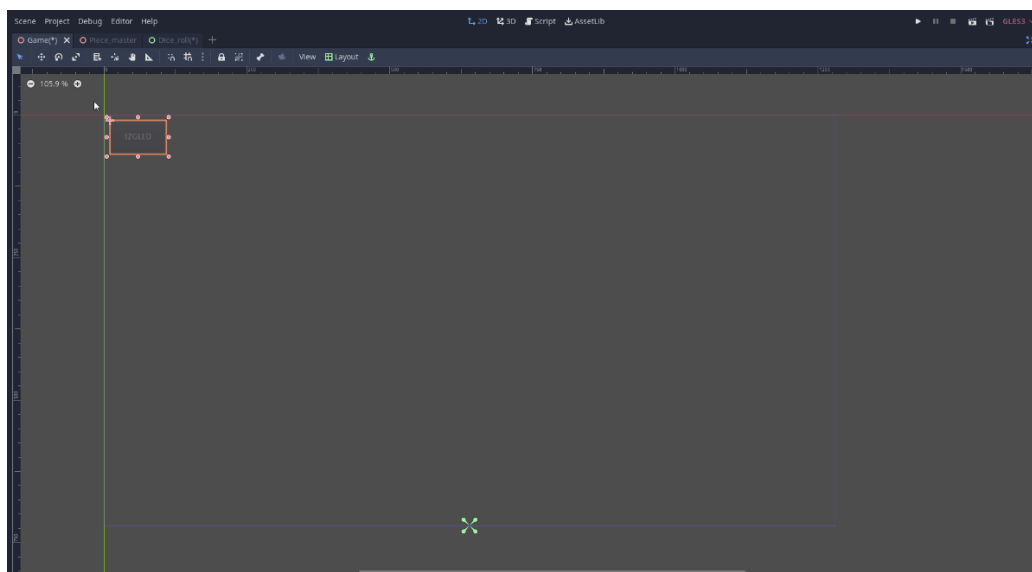 Scene Project Debug Editor Help 2D 3D Script AssetLib GLES3
Game(*) Piece_master Dice_roll(*)
View Layout
105.9 %